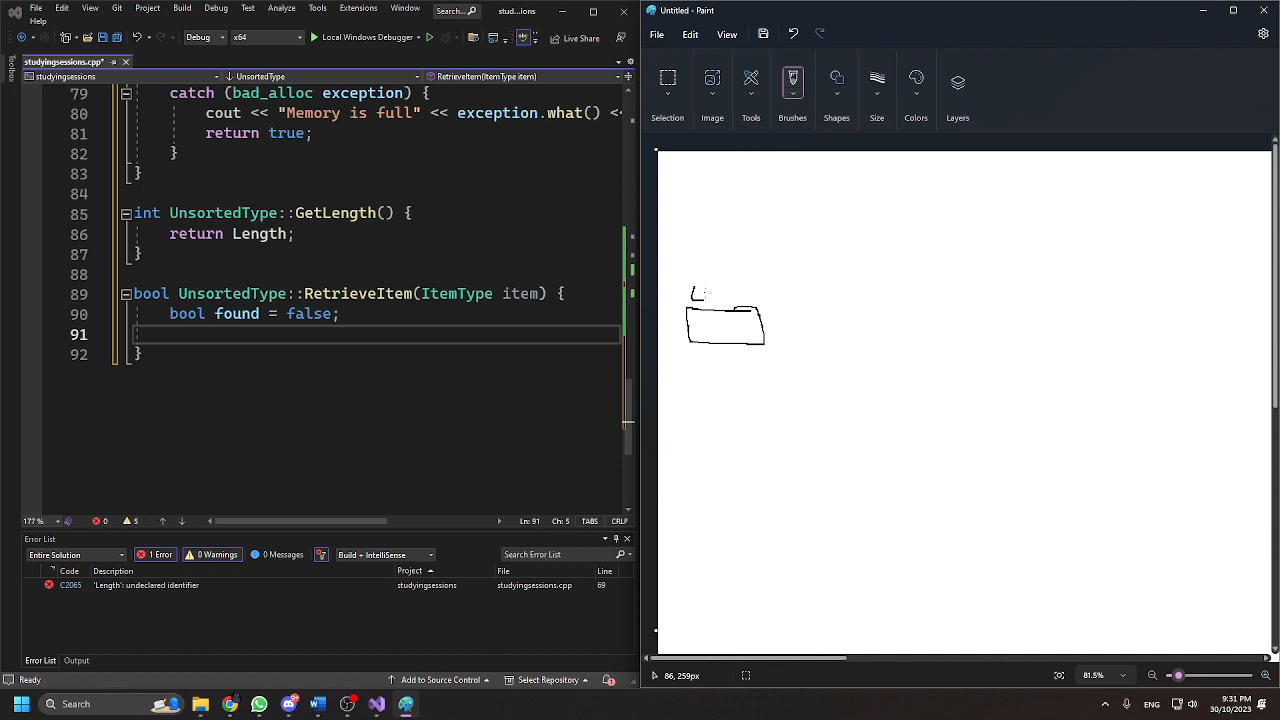 File Edit View Git Project Build Debug Test Analyze Tools Extensions Window Search... stud...ions
Help
Debug x64 Local Windows Debugger Live Share
studyingsessions.cpp*
studyingsessions UnsortedType RetrieveItem(ItemType item)
Toolbox
79 catch (bad_alloc exception) {
80 cout << "Memory is full" << exception.what() <<
81 return true;
82 }
83 }
84
85 int UnsortedType::GetLength() {
86 return Length;
87 }
88
89 bool UnsortedType::RetrieveItem(ItemType item) {
90 bool found = false;
91
92 }
177 % 0 5 Ln: 91 Ch: 5 TABS CRLF
Error List
Entire Solution 1 Error 0 Warnings 0 Messages Build + IntelliSense Search Error List
Code Description Project File Line
C2065 'Length': undeclared identifier studyingsessions studyingsessions.cpp 69
Error List Output
Ready Add to Source Control Select Repository
Untitled - Paint
File Edit View
Selection Image Tools Brushes Shapes Size Colors Layers
86, 259px 81.5%
Search
ENG
9:31 PM
30/10/2023